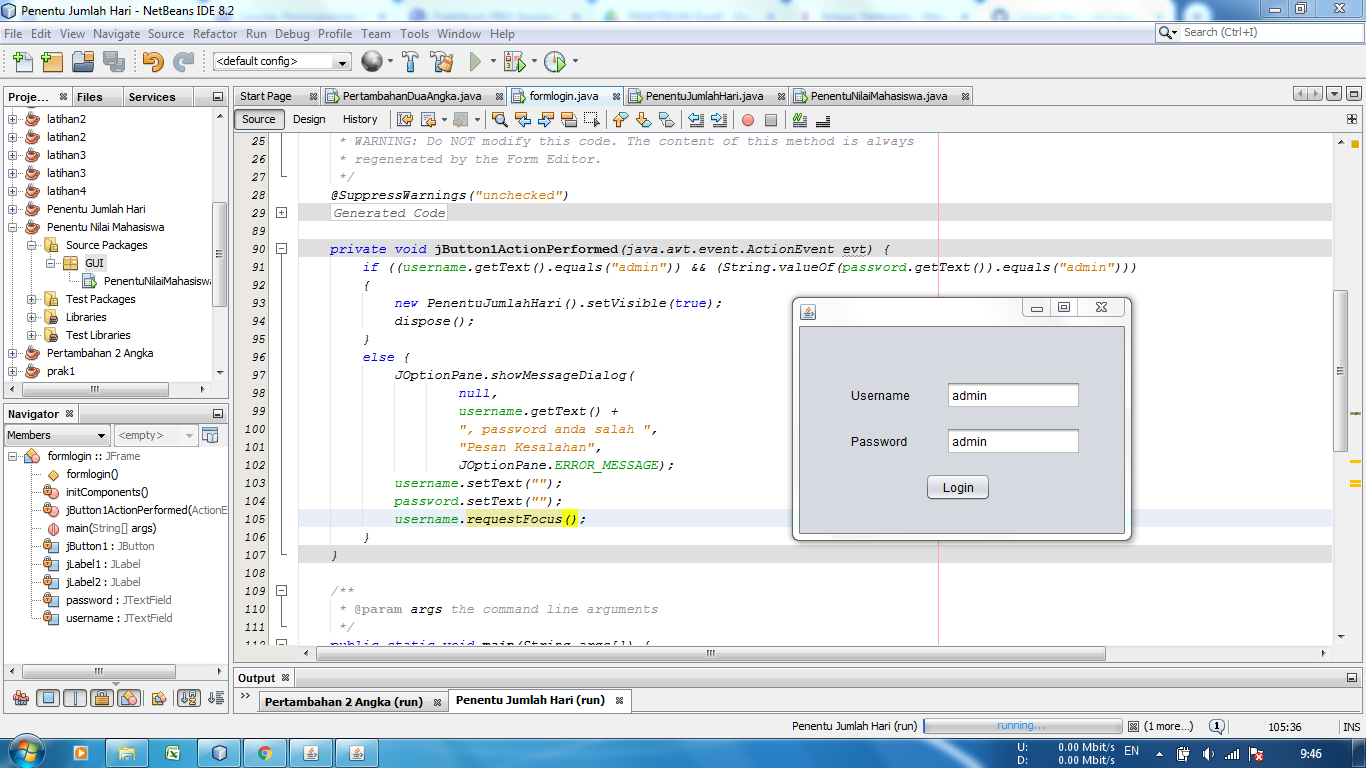 Penentu Jumlah Hari - NetBeans IDE 8.2
File Edit View Navigate Source Refactor Run Debug Profile Team Tools Window Help
Search (Ctrl+I)
<default config>
Proje... Files Services
latihan2
latihan2
latihan3
latihan3
latihan4
Penentu Jumlah Hari
Penentu Nilai Mahasiswa
Source Packages
GUI
PenentuNilaiMahasiswa
Test Packages
Libraries
Test Libraries
Pertambahan 2 Angka
prak1
Navigator
Members <empty>
formlogin :: JFrame
formlogin()
initComponents()
jButton1ActionPerformed(ActionE
main(String[] args)
jButton1 : JButton
jLabel1 : JLabel
jLabel2 : JLabel
password : JTextField
username : JTextField
Start Page PertambahanDuaAngka.java formlogin.java PenentuJumlahHari.java PenentuNilaiMahasiswa.java
Source Design History
25 * WARNING: Do NOT modify this code. The content of this method is always
26 * regenerated by the Form Editor.
27 */
28 @SuppressWarnings("unchecked")
29 Generated Code
89
90 private void jButton1ActionPerformed(java.awt.event.ActionEvent evt) {
91 if ((username.getText().equals("admin")) && (String.valueOf(password.getText()).equals("admin")))
92 {
93 new PenentuJumlahHari().setVisible(true);
94 dispose();
95 }
96 else {
97 JOptionPane.showMessageDialog(
98 null,
99 username.getText() +
100 ", password anda salah ",
101 "Pesan Kesalahan",
102 JOptionPane.ERROR_MESSAGE);
103 username.setText("");
104 password.setText("");
105 username.requestFocus();
106 }
107 }
108
109 /**
110 * @param args the command line arguments
111 */
112 public static void main(String args[]) {
Username admin
Password admin
Login
Output
Pertambahan 2 Angka (run) Penentu Jumlah Hari (run)
Penentu Jumlah Hari (run) running... (1 more...) 1 105:36 INS
U: 0.00 Mbit/s
D: 0.00 Mbit/s
EN
9:46